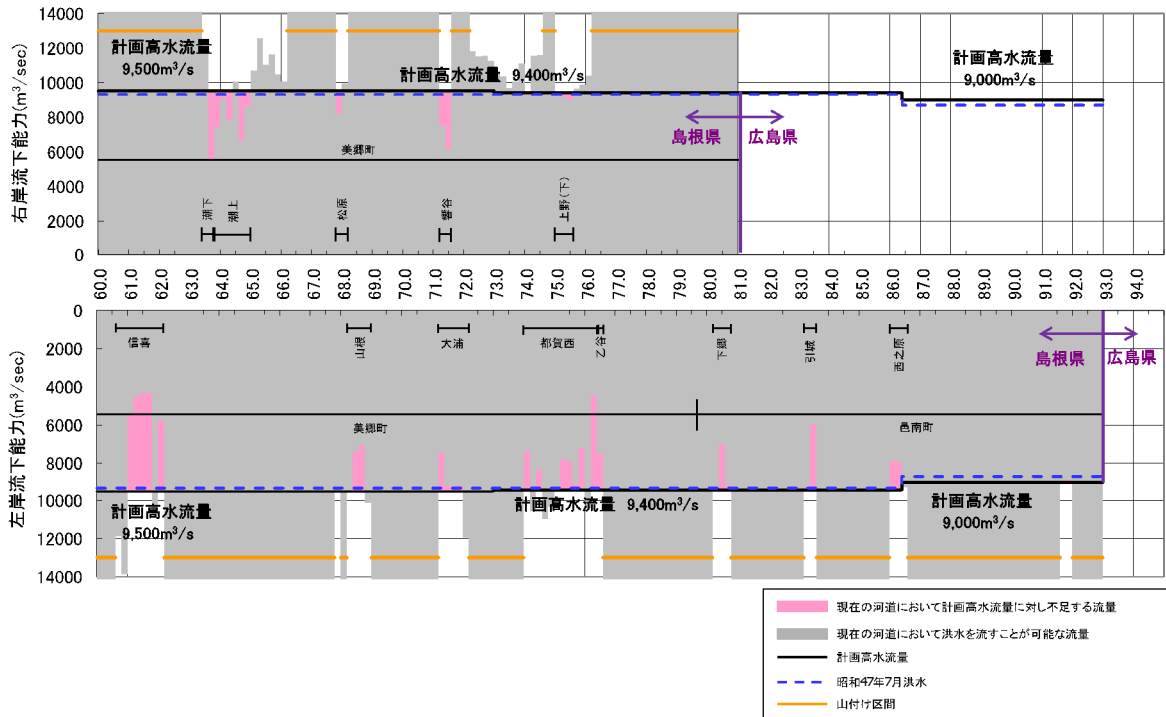 14000
12000
10000
8000
6000
4000
2000
0
右岸流下能力(m³/sec)
計画高水流量
9,500m³/sec
計画高水流量 9,400m³/s
計画高水流量
9,000m³/s
島根県 広島県
美郷町
潮下
潮上
松原
響谷
上野(下)
60.0
61.0
62.0
63.0
64.0
65.0
66.0
67.0
68.0
69.0
70.0
71.0
72.0
73.0
74.0
75.0
76.0
77.0
78.0
79.0
80.0
81.0
82.0
83.0
84.0
85.0
86.0
87.0
88.0
89.0
90.0
91.0
92.0
93.0
94.0
0
2000
4000
6000
8000
10000
12000
14000
左岸流下能力(m³/sec)
信喜
山根
大浦
都賀西
乙谷
下郷
引城
西之原
島根県 広島県
美郷町
邑南町
計画高水流量
9,500m³/s
計画高水流量 9,400m³/s
計画高水流量
9,000m³/s
現在の河道において計画高水流量に対し不足する流量
現在の河道において洪水を流すことが可能な流量
計画高水流量
昭和47年7月洪水
山付け区間